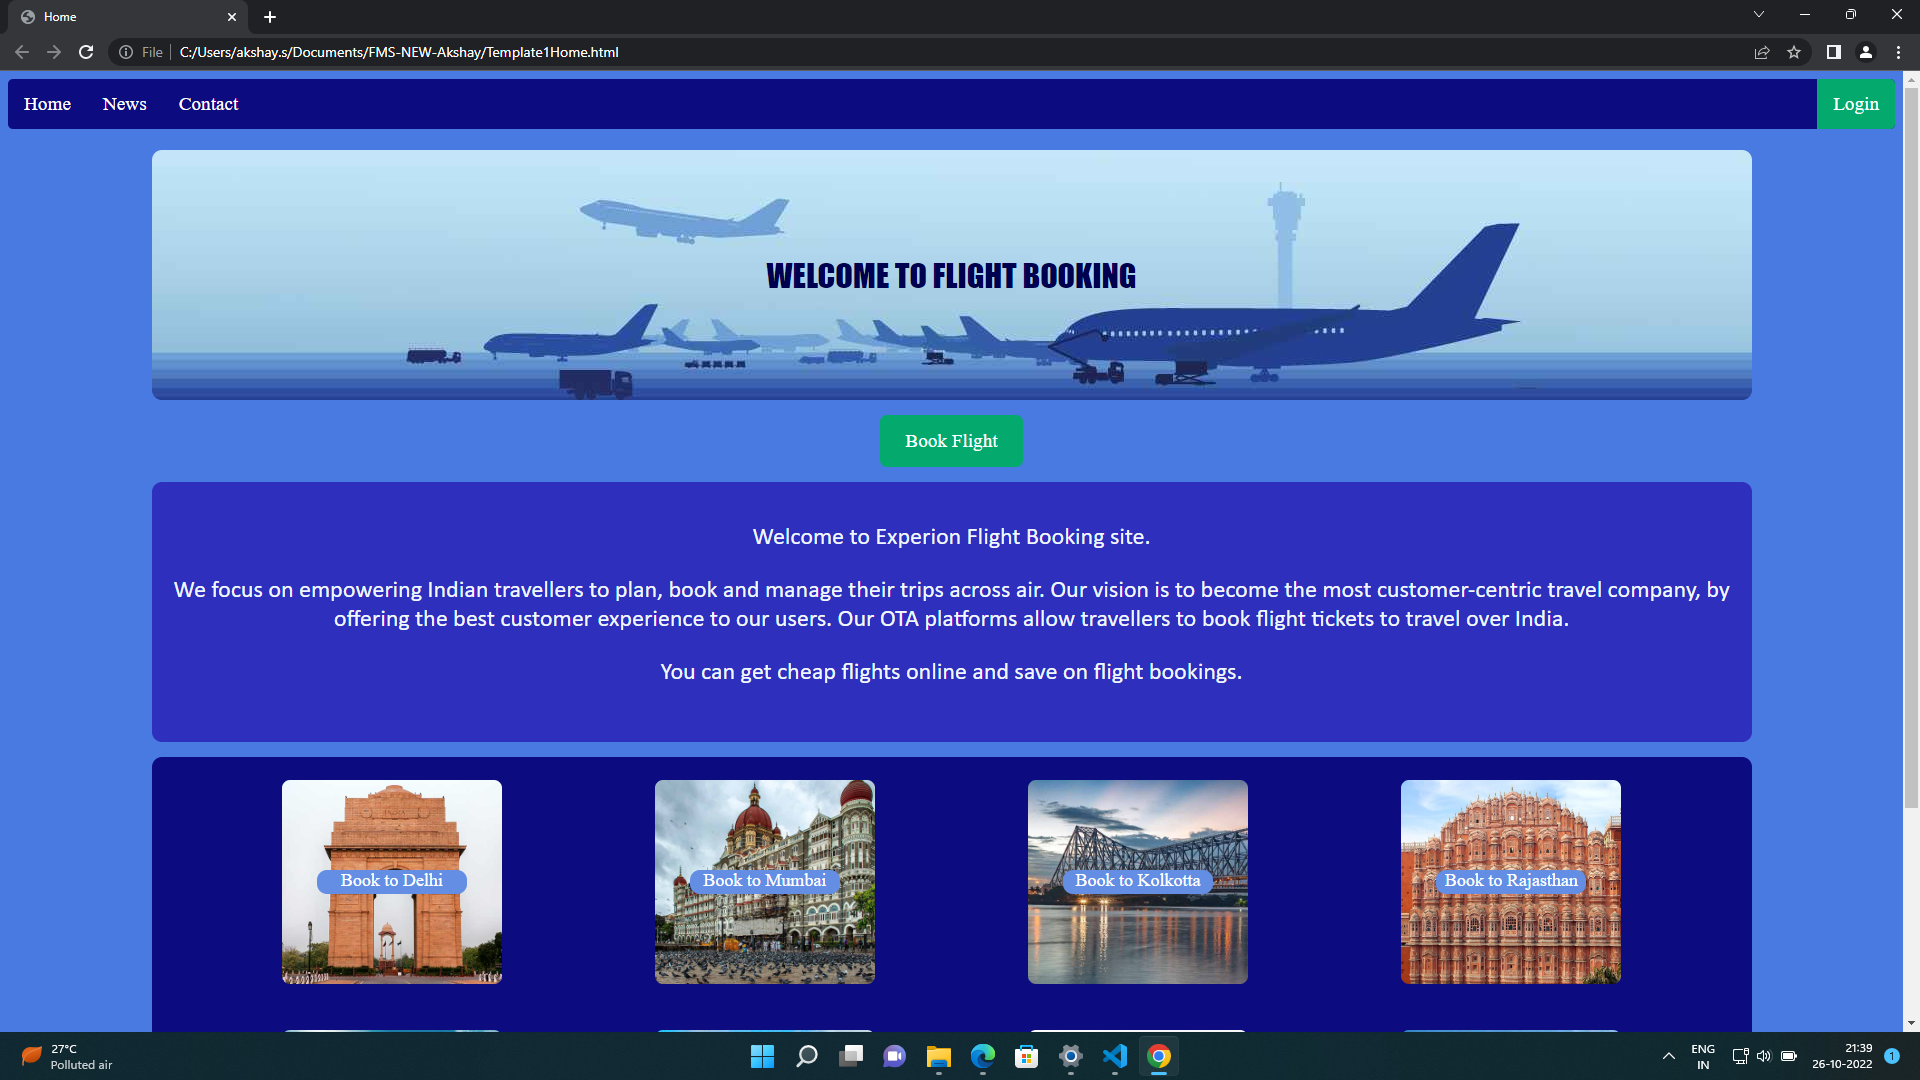 Home
File
C:/Users/akshay.s/Documents/FMS-NEW-Akshay/Template1Home.html
Home
News
Contact
Login
WELCOME TO FLIGHT BOOKING
Book Flight
Welcome to Experion Flight Booking site.
We focus on empowering Indian travellers to plan, book and manage their trips across air. Our vision is to become the most customer-centric travel company, by
offering the best customer experience to our users. Our OTA platforms allow travellers to book flight tickets to travel over India.
You can get cheap flights online and save on flight bookings.
Book to Delhi
Book to Mumbai
Book to Kolkotta
Book to Rajasthan
27°C
Polluted air
ENG
IN
21:39
26-10-2022
1